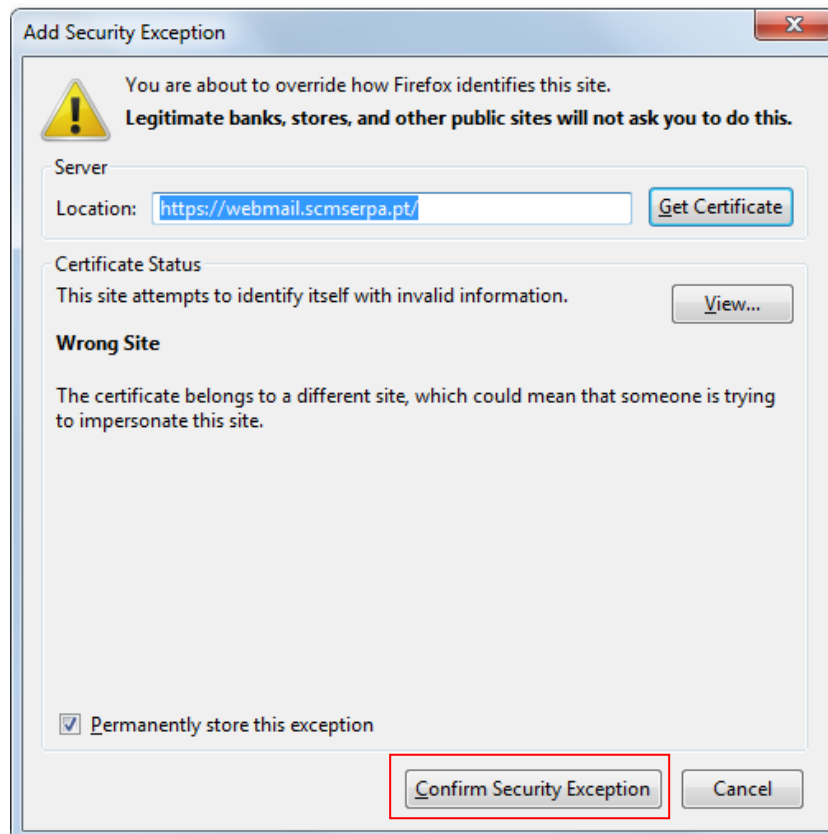 Add Security Exception
You are about to override how Firefox identifies this site.
Legitimate banks, stores, and other public sites will not ask you to do this.
Server
Location: https://webmail.scmserpa.pt/ Get Certificate
Certificate Status
This site attempts to identify itself with invalid information.
View...
Wrong Site
The certificate belongs to a different site, which could mean that someone is trying
to impersonate this site.
Permanently store this exception
Confirm Security Exception Cancel